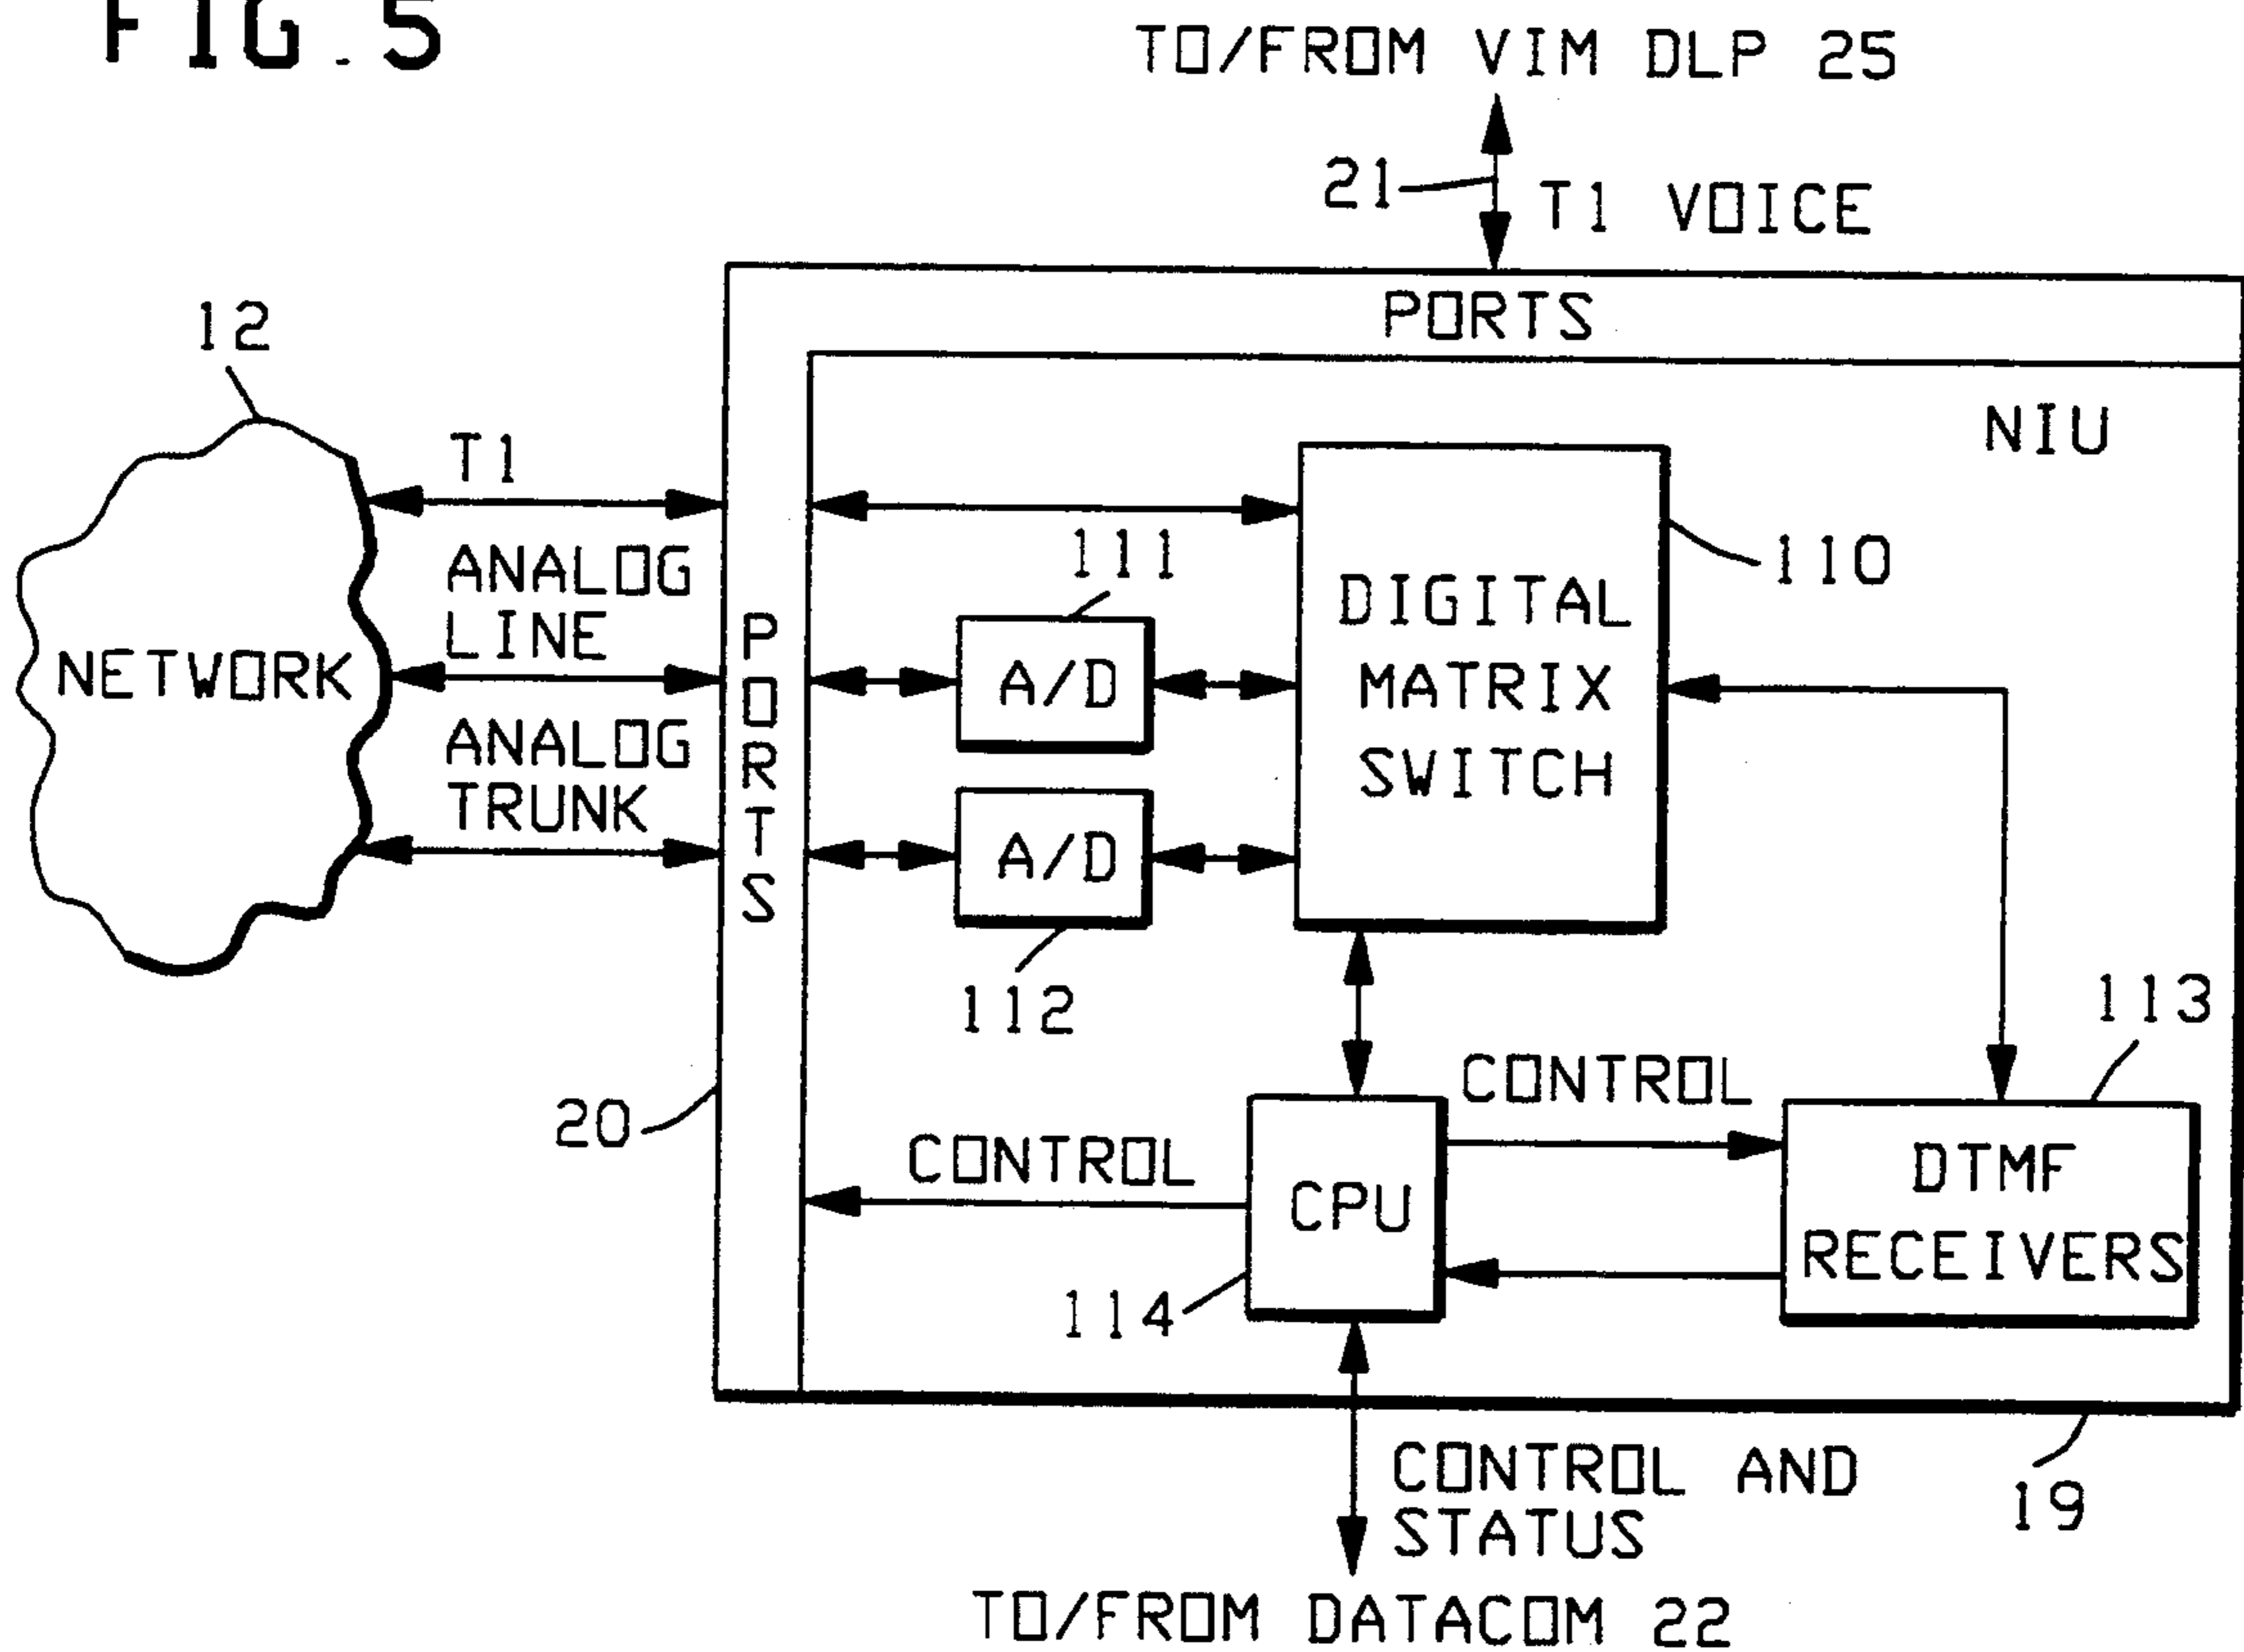 FIG.5
TO/FROM VIM DLP 25
21
T1 VOICE
PORTS
12
NIU
T1
111
110
ANALOG
LINE
DIGITAL
MATRIX
SWITCH
PORTS
A/D
NETWORK
ANALOG
TRUNK
A/D
112
113
CONTROL
20
CONTROL
CPU
DTMF
RECEIVERS
114
CONTROL AND
STATUS
19
TO/FROM DATACOM 22